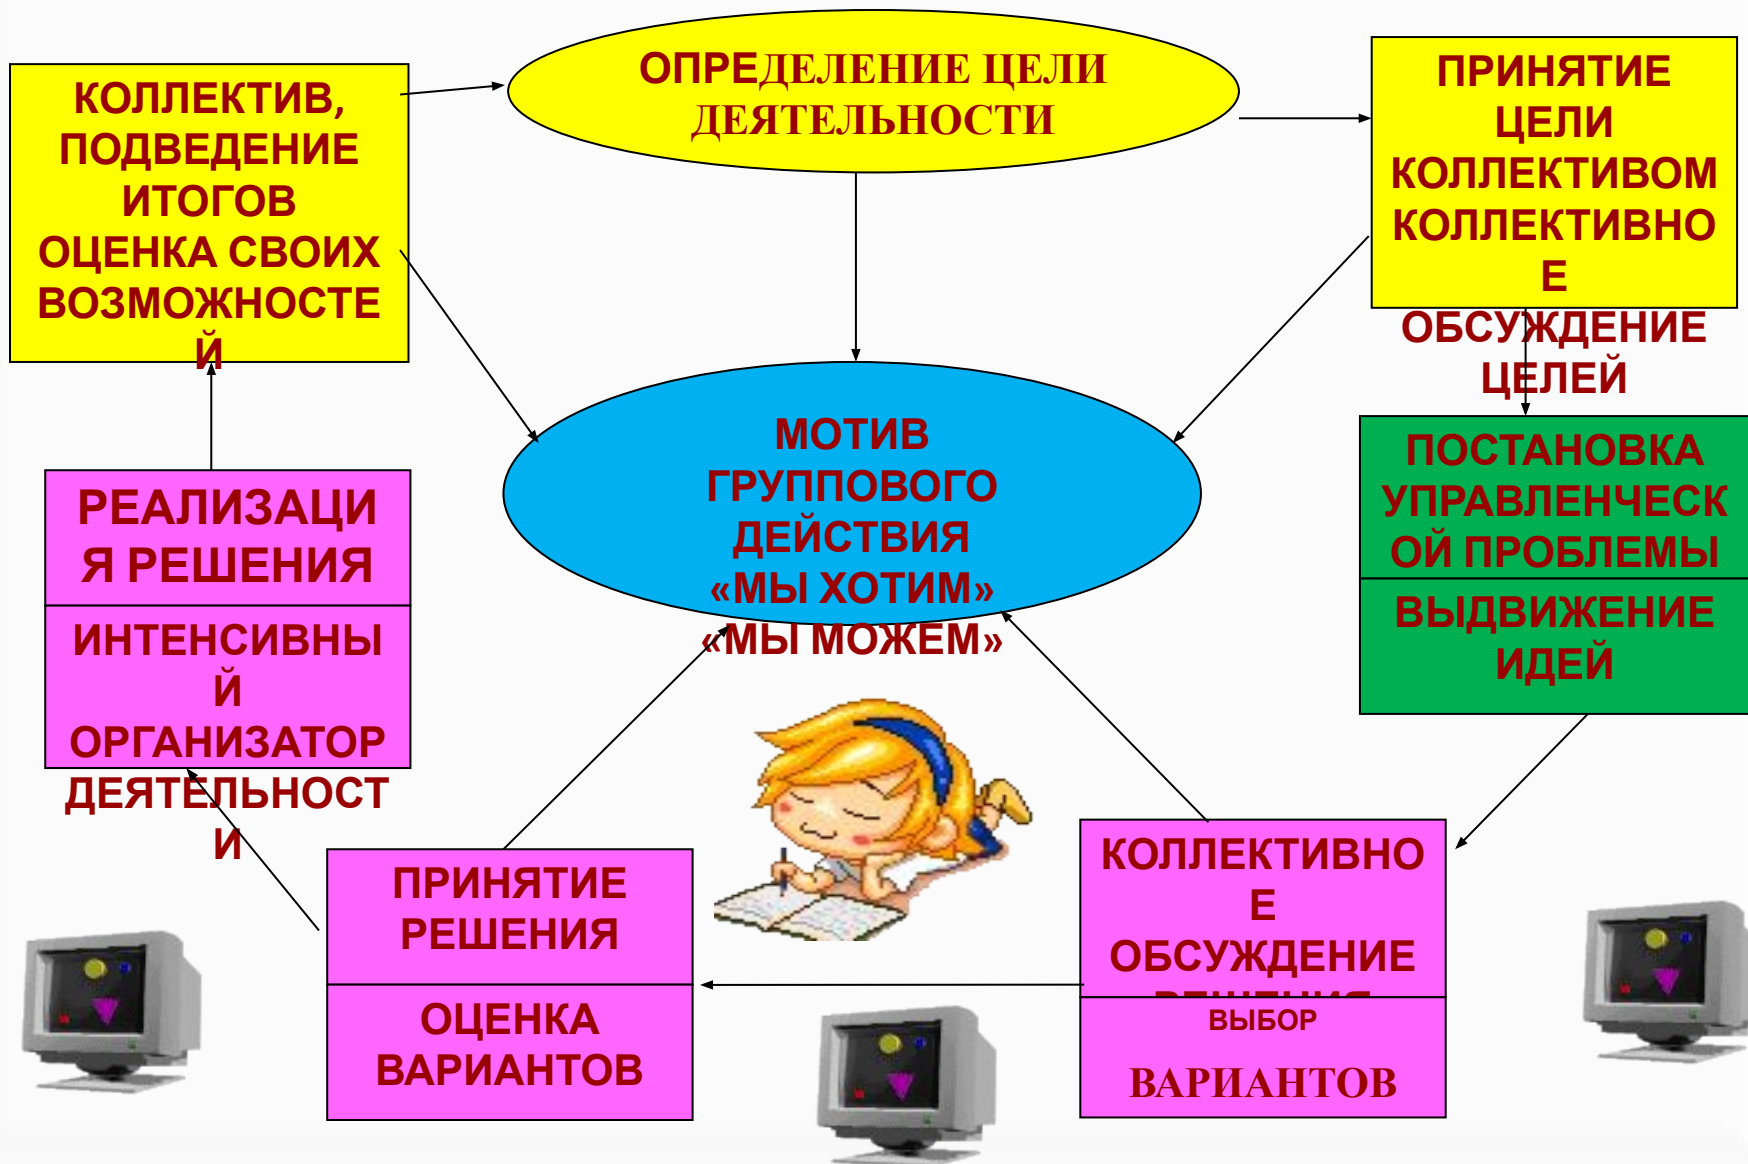 ОПРЕДЕЛЕНИЕ ЦЕЛИ
ДЕЯТЕЛЬНОСТИ
КОЛЛЕКТИВ,
ПОДВЕДЕНИЕ
ИТОГОВ
ОЦЕНКА СВОИХ
ВОЗМОЖНОСТЕ
Й
ПРИНЯТИЕ
ЦЕЛИ
КОЛЛЕКТИВОМ
КОЛЛЕКТИВНО
Е
ОБСУЖДЕНИЕ
ЦЕЛЕЙ
МОТИВ
ГРУППОВОГО
ДЕЙСТВИЯ
«МЫ ХОТИМ»
«МЫ МОЖЕМ»
ПОСТАНОВКА
УПРАВЛЕНЧЕСК
ОЙ ПРОБЛЕМЫ
ВЫДВИЖЕНИЕ
ИДЕЙ
РЕАЛИЗАЦИ
Я РЕШЕНИЯ
ИНТЕНСИВНЫ
Й
ОРГАНИЗАТОР
ДЕЯТЕЛЬНОСТ
И
ПРИНЯТИЕ
РЕШЕНИЯ
ОЦЕНКА
ВАРИАНТОВ
КОЛЛЕКТИВНО
Е
ОБСУЖДЕНИЕ
РЕШЕНИЯ
ВЫБОР
ВАРИАНТОВ